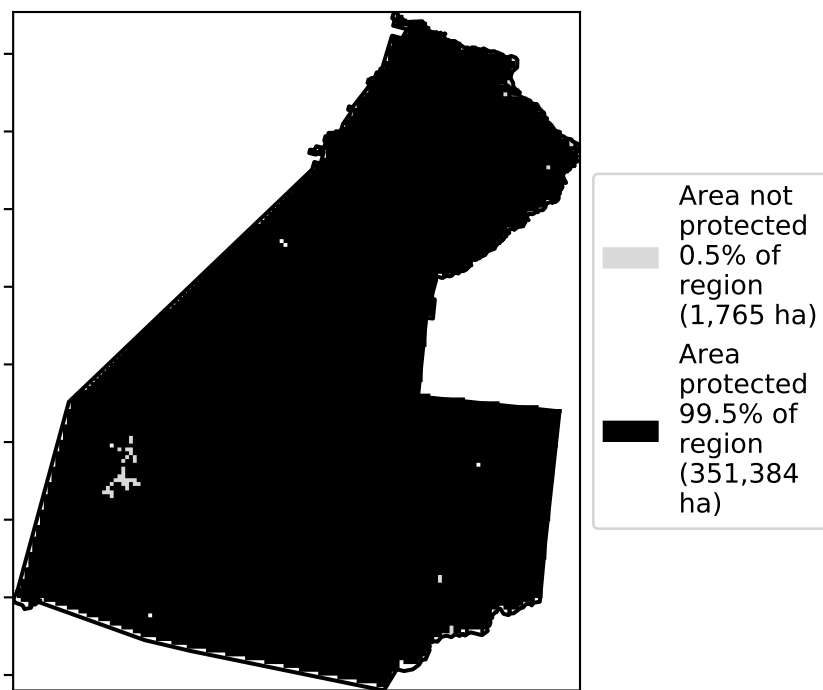 Area not
protected
0.5% of
region
(1,765 ha)
Area
protected
99.5% of
region
(351,384
ha)